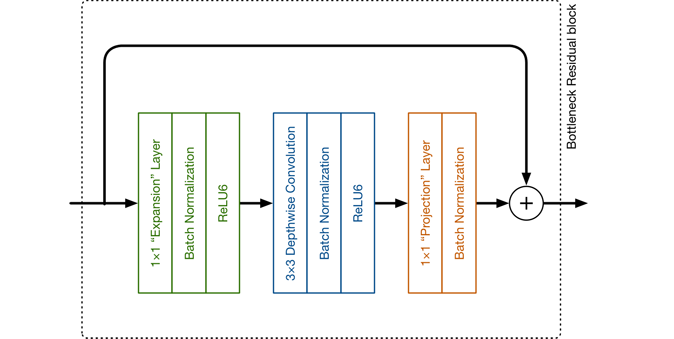 1×1 “Expansion” Layer
Batch Normalization
ReLU6
3×3 Depthwise Convolution
Batch Normalization
ReLU6
1×1 “Projection” Layer
Batch Normalization
+
Bottleneck Residual block